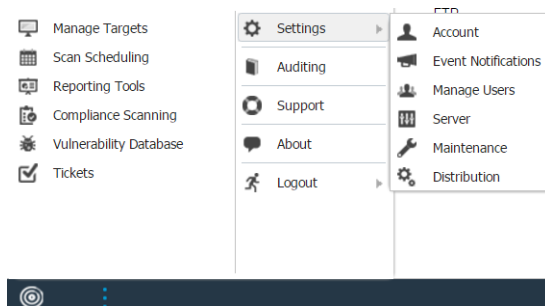 Manage Targets
Scan Scheduling
Reporting Tools
Compliance Scanning
Vulnerability Database
Tickets
Settings
Auditing
Support
About
Logout
Account
Event Notifications
Manage Users
Server
Maintenance
Distribution